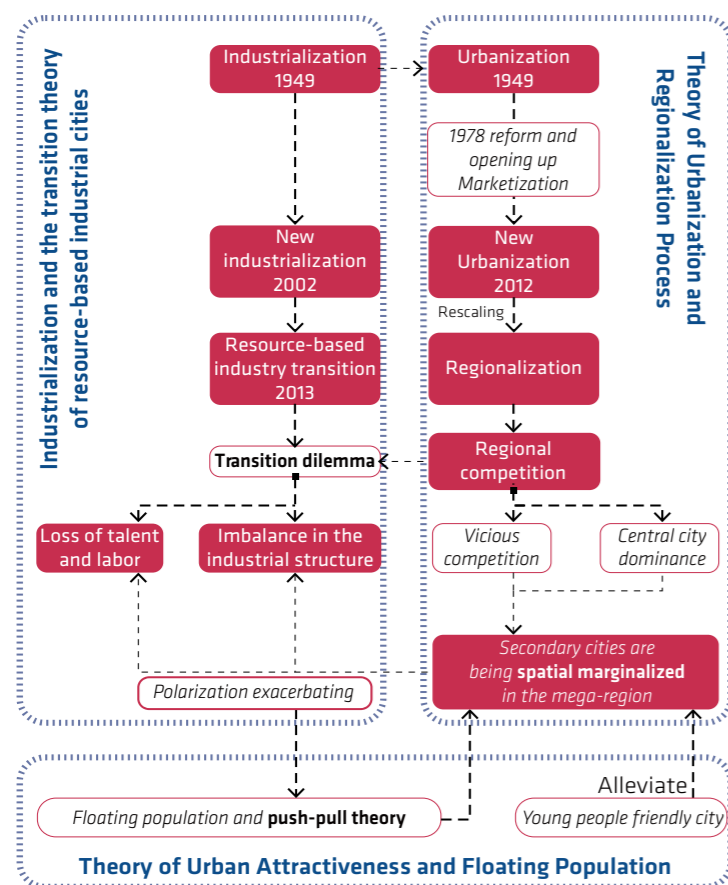 Industrialization and the transition theory
of resource-based industrial cities
Industrialization
1949
New
industrialization
2002
Resource-based
industry transition
2013
Transition dilemma
Loss of talent
and labor
Imbalance in the
industrial structure
Polarization exacerbating
Theory of Urbanization and
Regionalization Process
Urbanization
1949
1978 reform and
opening up
Marketization
New
Urbanization
2012
Rescaling
Regionalization
Regional
competition
Vicious
competition
Central city
dominance
Secondary cities are
being spatial marginalized
in the mega-region
Alleviate
Floating population and push-pull theory
Young people friendly city
Theory of Urban Attractiveness and Floating Population